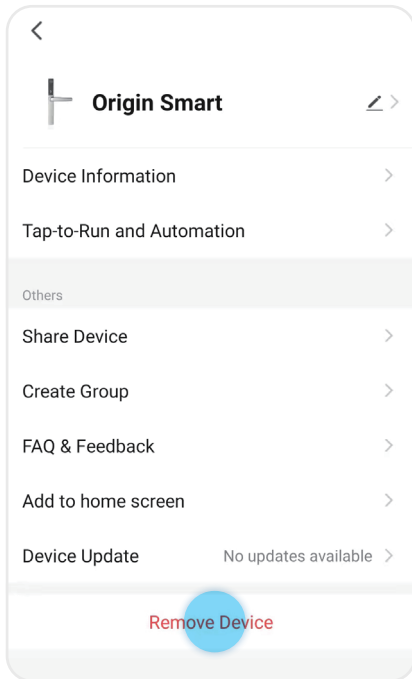 Origin Smart
Device Information
Tap-to-Run and Automation
Others
Share Device
Create Group
FAQ & Feedback
Add to home screen
Device Update No updates available
Remove Device